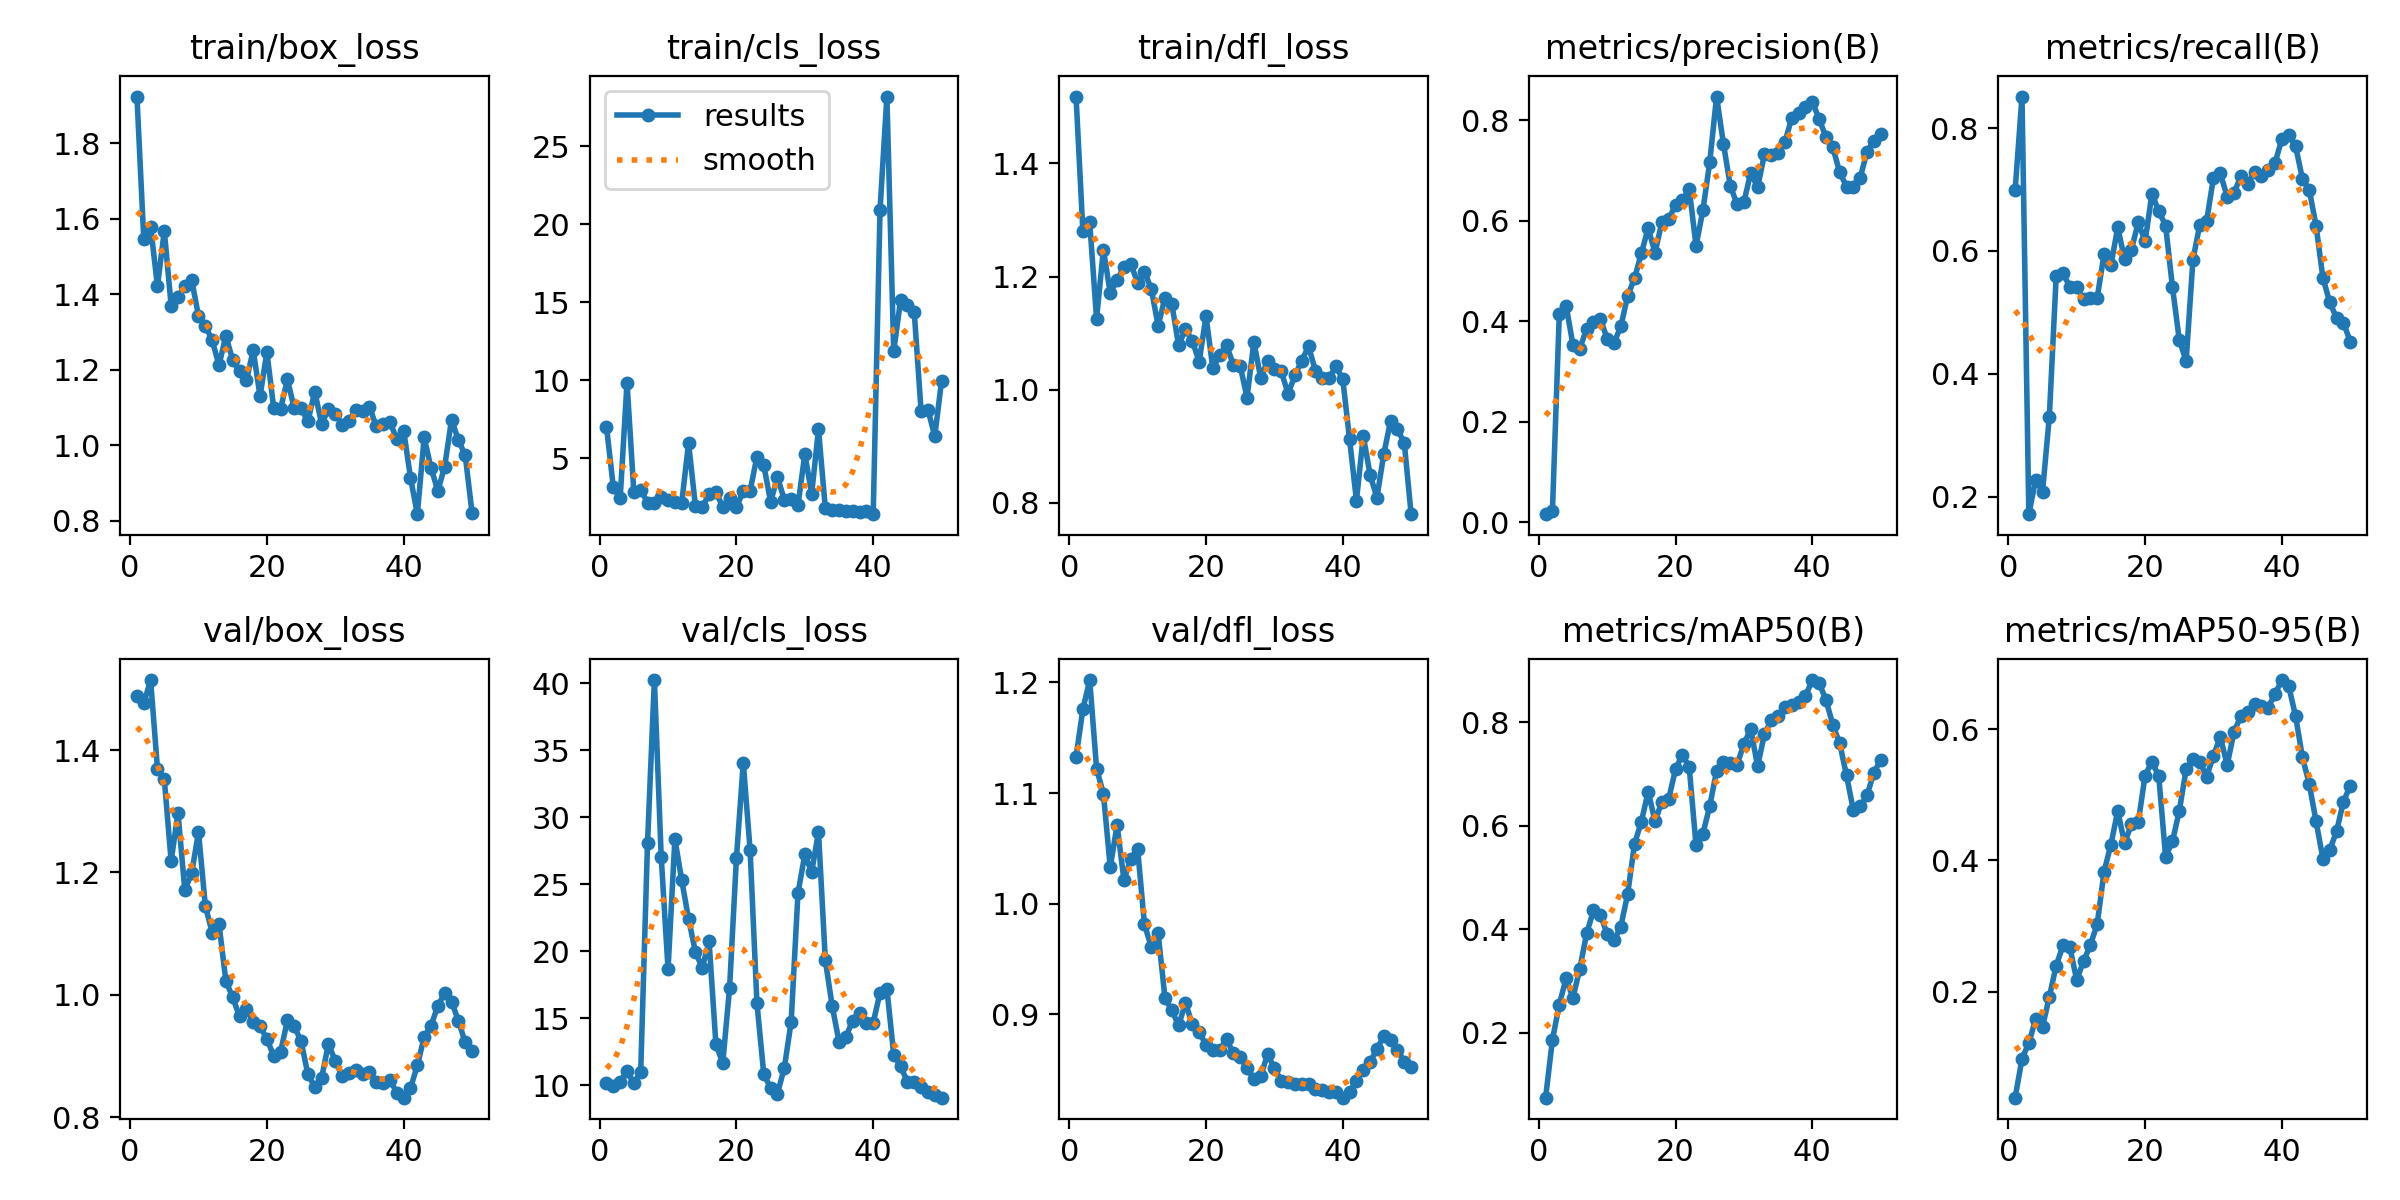 train/box_loss
train/cls_loss
train/dfl_loss
metrics/precision(B)
metrics/recall(B)
1.8
1.6
1.4
1.2
1.0
0.8
0 20 40
results
smooth
25
20
15
10
5
0 20 40
1.4
1.2
1.0
0.8
0 20 40
0.8
0.6
0.4
0.2
0.0
0 20 40
0.8
0.6
0.4
0.2
0 20 40
val/box_loss
val/cls_loss
val/dfl_loss
metrics/mAP50(B)
metrics/mAP50-95(B)
1.4
1.2
1.0
0.8
0 20 40
40
35
30
25
20
15
10
0 20 40
1.2
1.1
1.0
0.9
0 20 40
0.8
0.6
0.4
0.2
0 20 40
0.6
0.4
0.2
0 20 40